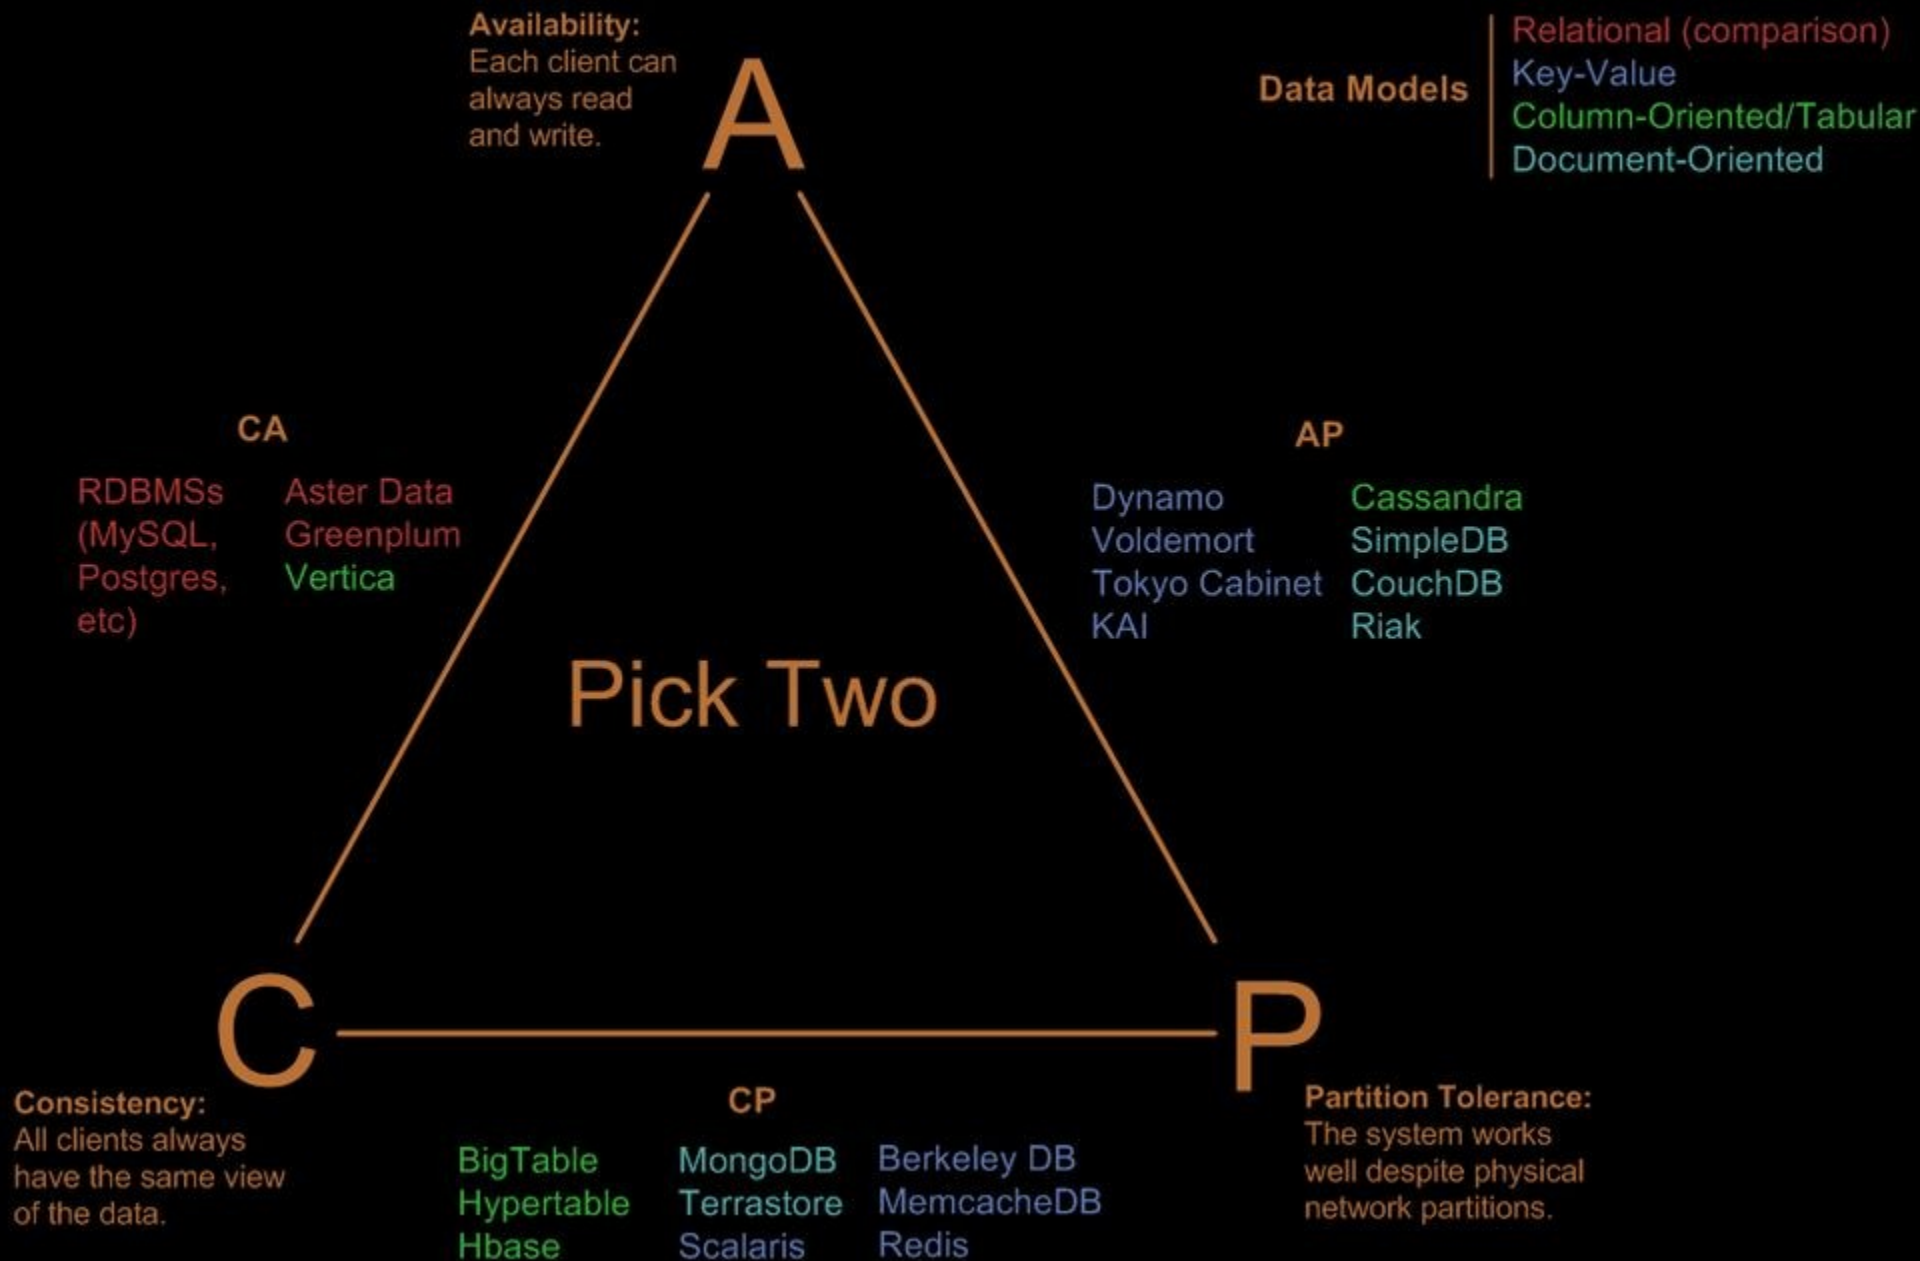 Availability:
Each client can
always read
and write.
A
Data Models
Relational (comparison)
Key-Value
Column-Oriented/Tabular
Document-Oriented
CA
RDBMSs
(MySQL,
Postgres,
etc)
Aster Data
Greenplum
Vertica
AP
Dynamo
Voldemort
Tokyo Cabinet
KAI
Cassandra
SimpleDB
CouchDB
Riak
Pick Two
C
P
Consistency:
All clients always
have the same view
of the data.
CP
BigTable
Hypertable
Hbase
MongoDB
Terrastore
Scalaris
Berkeley DB
MemcacheDB
Redis
Partition Tolerance:
The system works
well despite physical
network partitions.